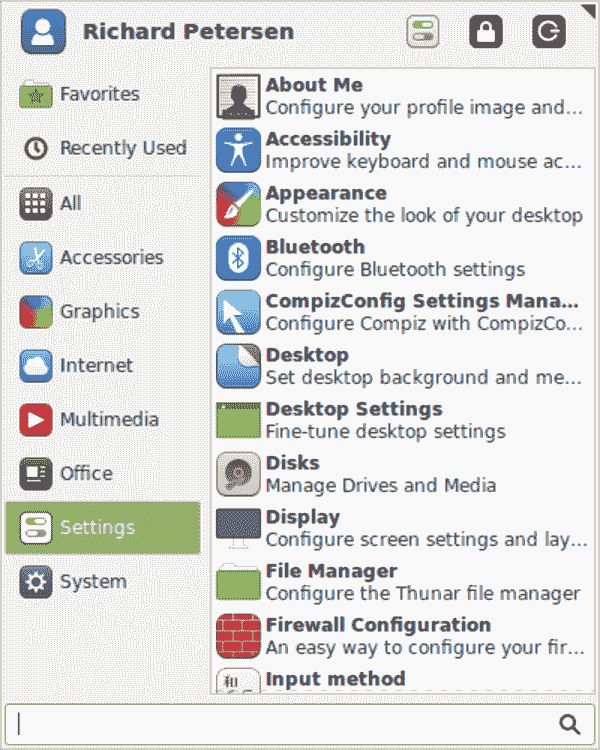 Richard Petersen
Favorites
Recently Used
All
Accessories
Graphics
Internet
Multimedia
Office
Settings
System
About Me
Configure your profile image and...
Accessibility
Improve keyboard and mouse ac...
Appearance
Customize the look of your desktop
Bluetooth
Configure Bluetooth settings
CompizConfig Settings Mana...
Configure Compiz with CompizCo...
Desktop
Set desktop background and me...
Desktop Settings
Fine-tune desktop settings
Disks
Manage Drives and Media
Display
Configure screen settings and lay...
File Manager
Configure the Thunar file manager
Firewall Configuration
An easy way to configure your fir...
Input method